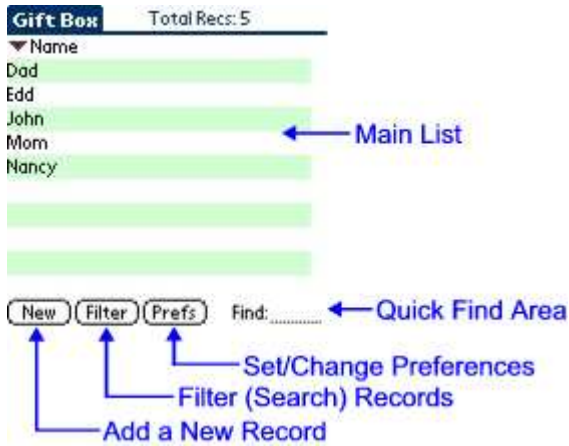 Gift Box Total Recs: 5
Name
Dad
Edd
John
Mom
Main List
Nancy
New Filter Prefs Find: Quick Find Area
Set/Change Preferences
Filter (Search) Records
Add a New Record